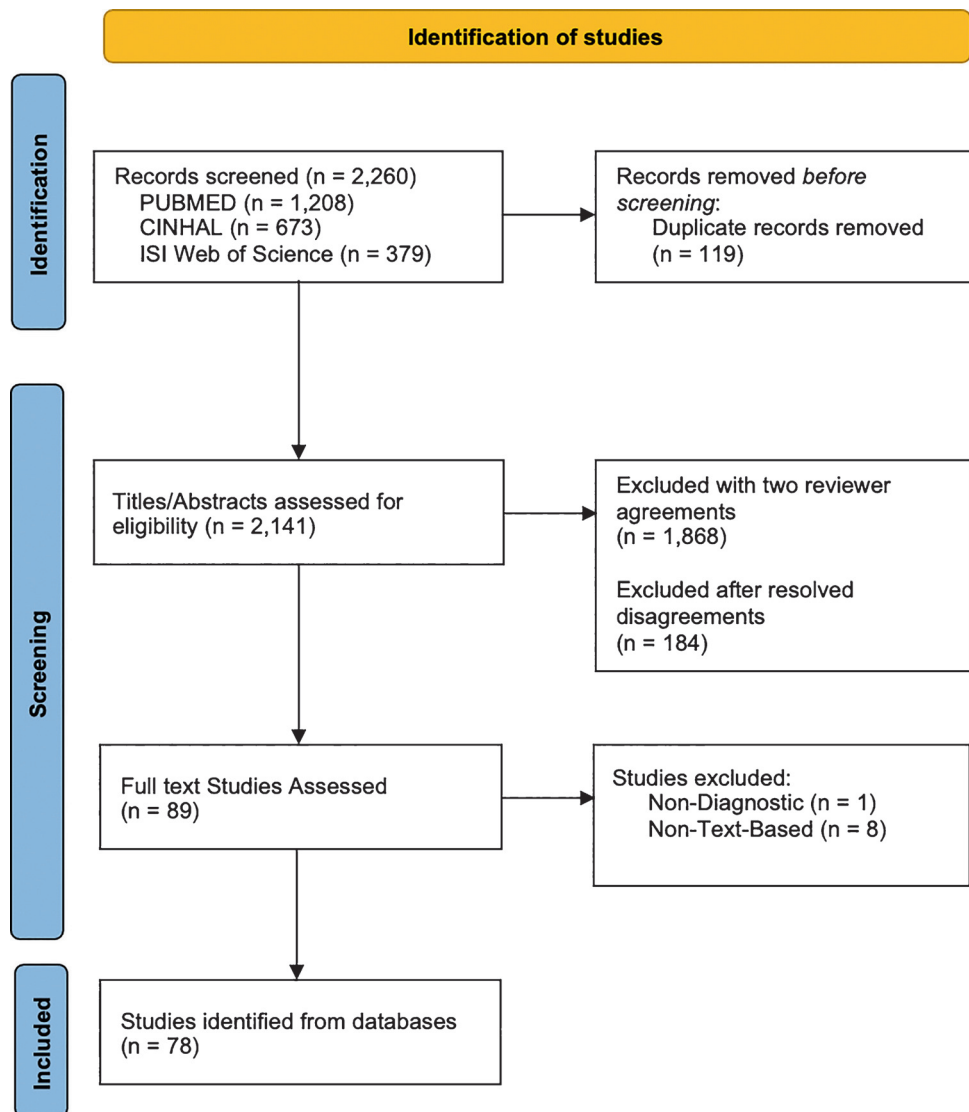 Identification of studies
Identification
Records screened (n = 2,260)
PUBMED (n = 1,208)
CINHAL (n = 673)
ISI Web of Science (n = 379)
Records removed before
screening:
Duplicate records removed
(n = 119)
Screening
Titles/Abstracts assessed for
eligibility (n = 2,141)
Excluded with two reviewer
agreements
(n = 1,868)
Excluded after resolved
disagreements
(n = 184)
Full text Studies Assessed
(n = 89)
Studies excluded:
Non-Diagnostic (n = 1)
Non-Text-Based (n = 8)
Included
Studies identified from databases
(n = 78)